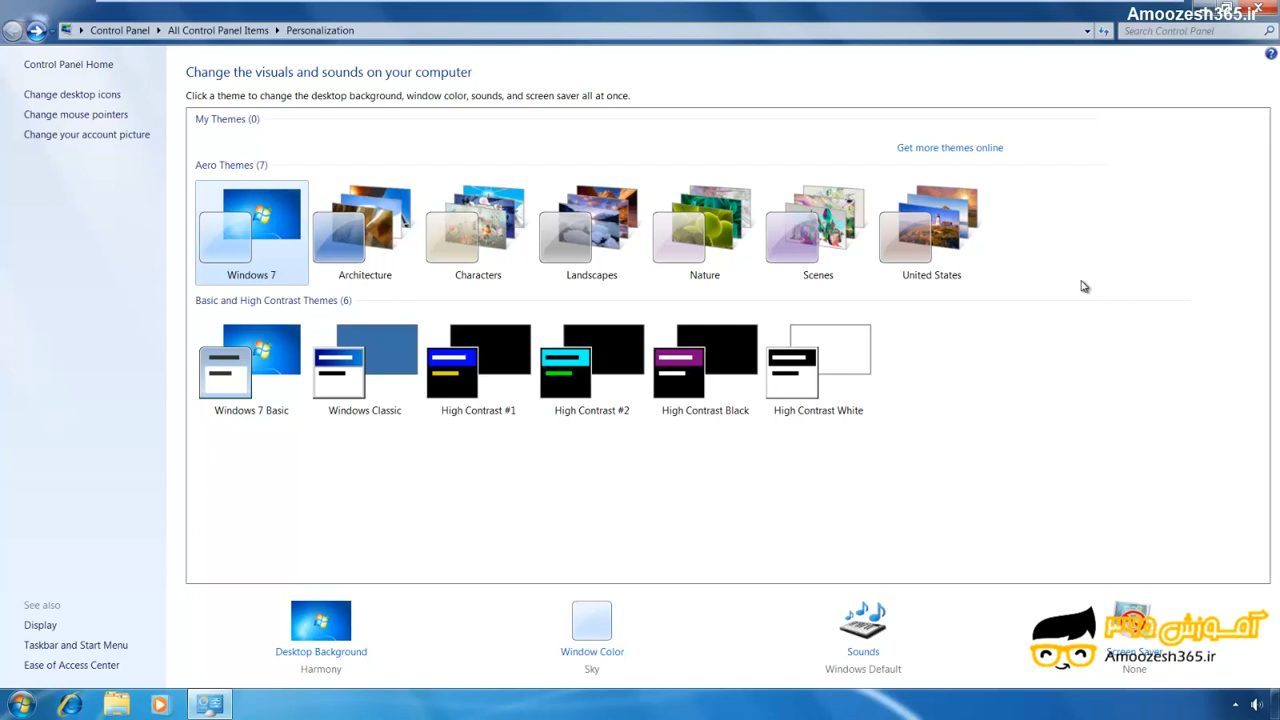 Amoozesh365.ir
Control Panel
All Control Panel Items
Personalization
Search Control Panel
Control Panel Home
Change desktop icons
Change mouse pointers
Change your account picture
Change the visuals and sounds on your computer
Click a theme to change the desktop background, window color, sounds, and screen saver all at once.
My Themes (0)
Get more themes online
Aero Themes (7)
Windows 7
Architecture
Characters
Landscapes
Nature
Scenes
United States
Basic and High Contrast Themes (6)
Windows 7 Basic
Windows Classic
High Contrast #1
High Contrast #2
High Contrast Black
High Contrast White
See also
Display
Taskbar and Start Menu
Ease of Access Center
Desktop Background
Harmony
Window Color
Sky
Sounds
Windows Default
Screen Saver
None
آموزش ۳۶۵
Amoozesh365.ir